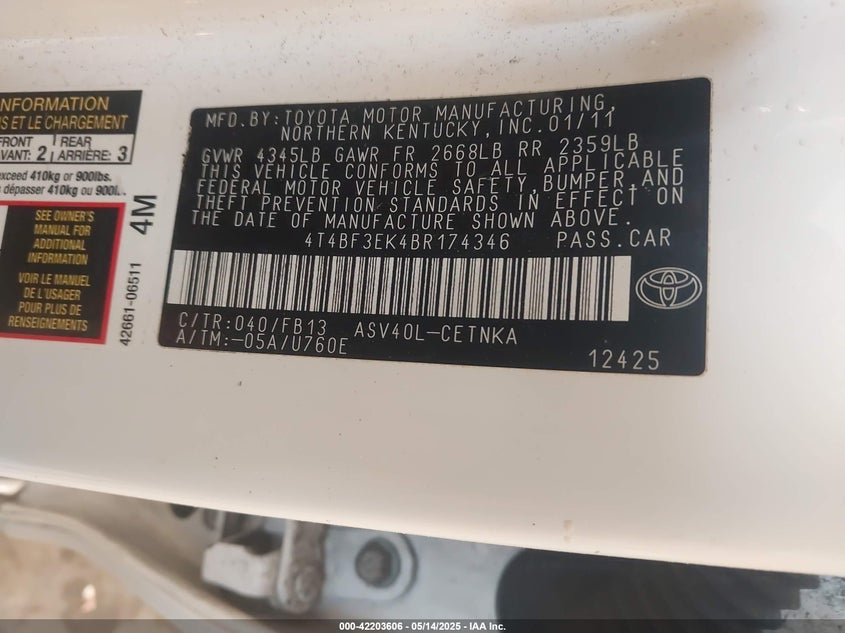 NFORMATION
S ET LE CHARGEMENT
FRONT
VANT: 2
REAR
ARRIÈRE: 3
exceed 410kg or 900lbs.
dépasser 410kg ou 900l
SEE OWNER'S
MANUAL FOR
ADDITIONAL
INFORMATION
VOIR LE MANUEL
DE L'USAGER
POUR PLUS DE
RENSEIGNEMENTS
4M
42661-06511
MFD.BY:TOYOTA MOTOR MANUFACTURING,
NORTHERN KENTUCKY,INC.01/11
GVWR 4345LB GAWR FR 2668LB RR 2359LB
THIS VEHICLE CONFORMS TO ALL APPLICABLE
FEDERAL MOTOR VEHICLE SAFETY,BUMPER,AND
THEFT PREVENTION STANDARDS IN EFFECT ON
THE DATE OF MANUFACTURE SHOWN ABOVE.
4T4BF3EK4BR174346 PASS.CAR
C/TR:040/FB13 ASV40L-CETNKA
A/TM:-05A/U760E
12425
000-42203606 - 05/14/2025 - IAA Inc.